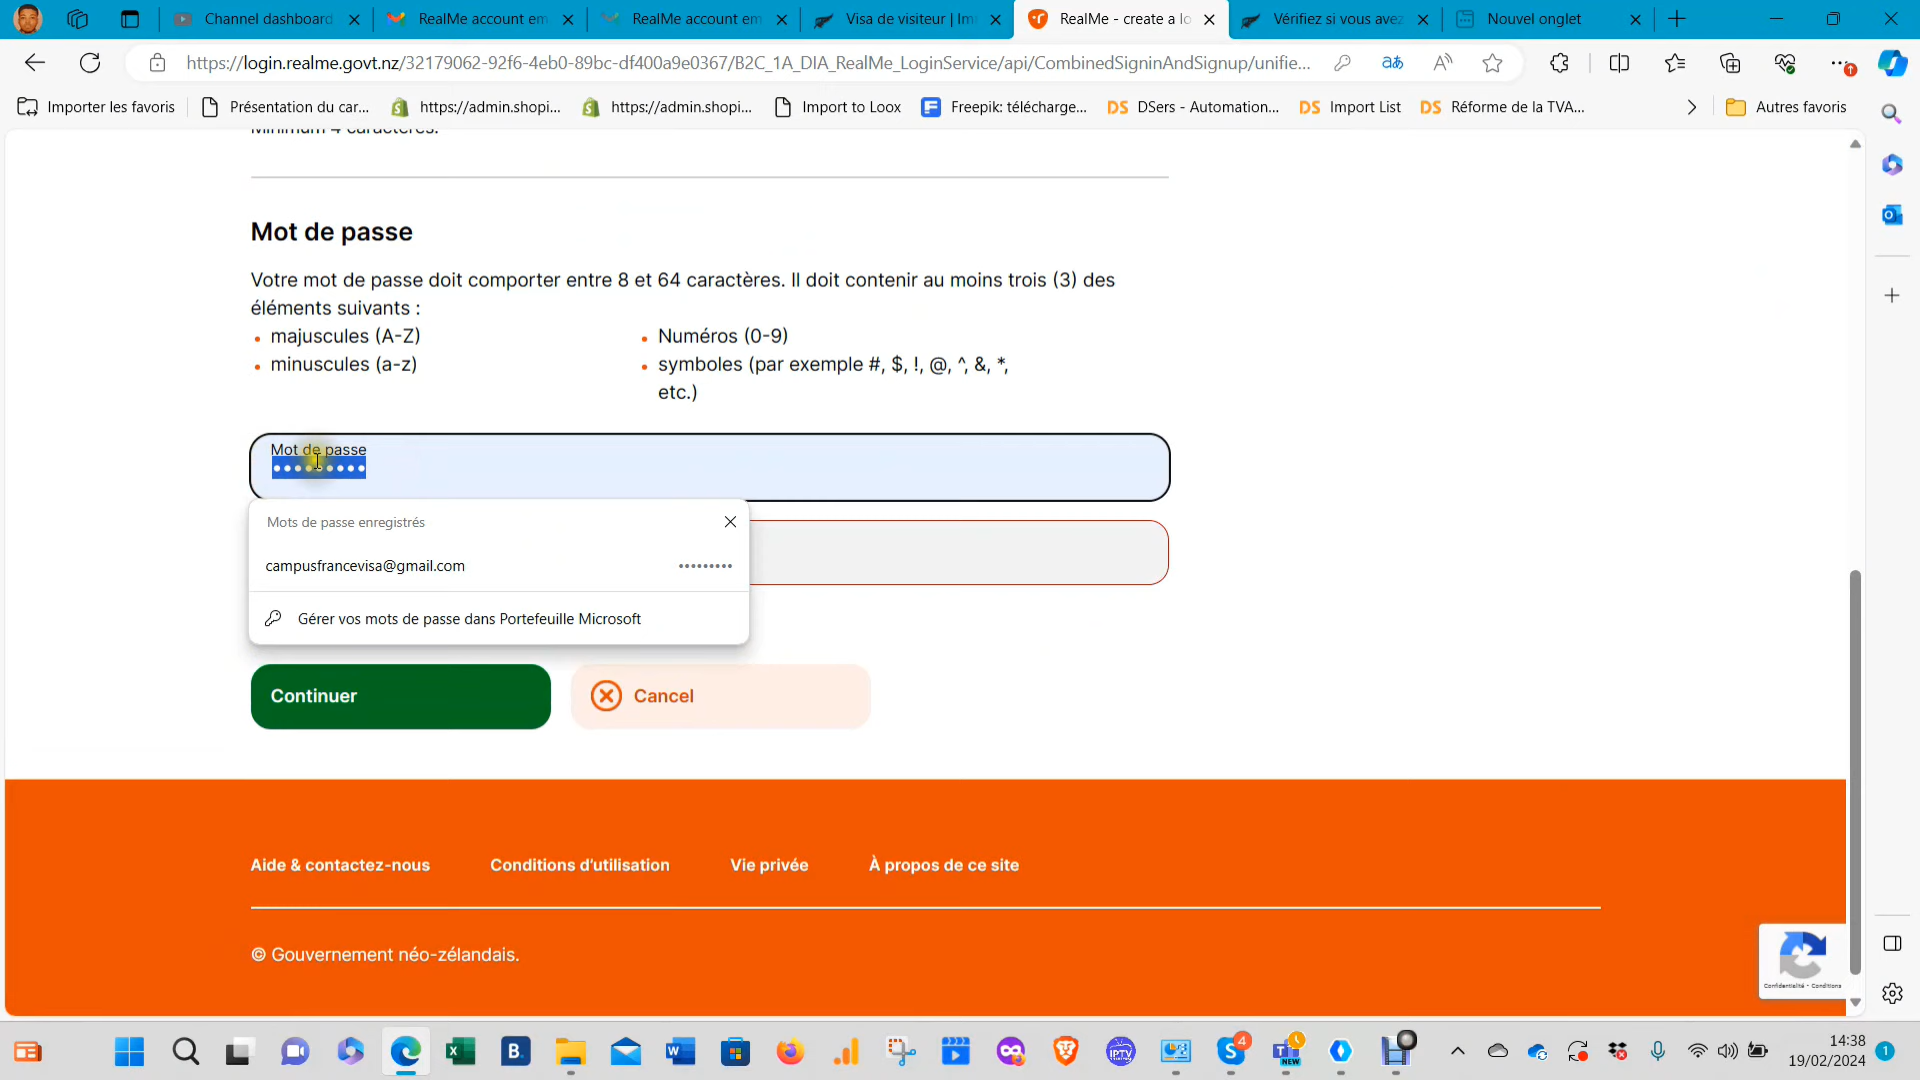 Channel dashboard
RealMe account em
RealMe account em
Visa de visiteur | Im
RealMe - create a lo
Vérifiez si vous avez
Nouvel onglet
https://login.realme.govt.nz/32179062-92f6-4eb0-89bc-df400a9e0367/B2C_1A_DIA_RealMe_LoginService/api/CombinedSigninAndSignup/unifie...
Importer les favoris
Présentation du car...
https://admin.shopi...
https://admin.shopi...
Import to Loox
Freepik: télécharge...
DSers - Automation...
Import List
Réforme de la TVA...
Autres favoris
Minimum 4 caractères.
Mot de passe
Votre mot de passe doit comporter entre 8 et 64 caractères. Il doit contenir au moins trois (3) des
éléments suivants :
majuscules (A-Z)
minuscules (a-z)
Numéros (0-9)
symboles (par exemple #, $, !, @, ^, &, *,
etc.)
Mot de passe
Mots de passe enregistrés
campusfrancevisa@gmail.com
Gérer vos mots de passe dans Portefeuille Microsoft
Continuer
Cancel
Aide & contactez-nous
Conditions d'utilisation
Vie privée
À propos de ce site
© Gouvernement néo-zélandais.
Confidentialité - Conditions
14:38
19/02/2024